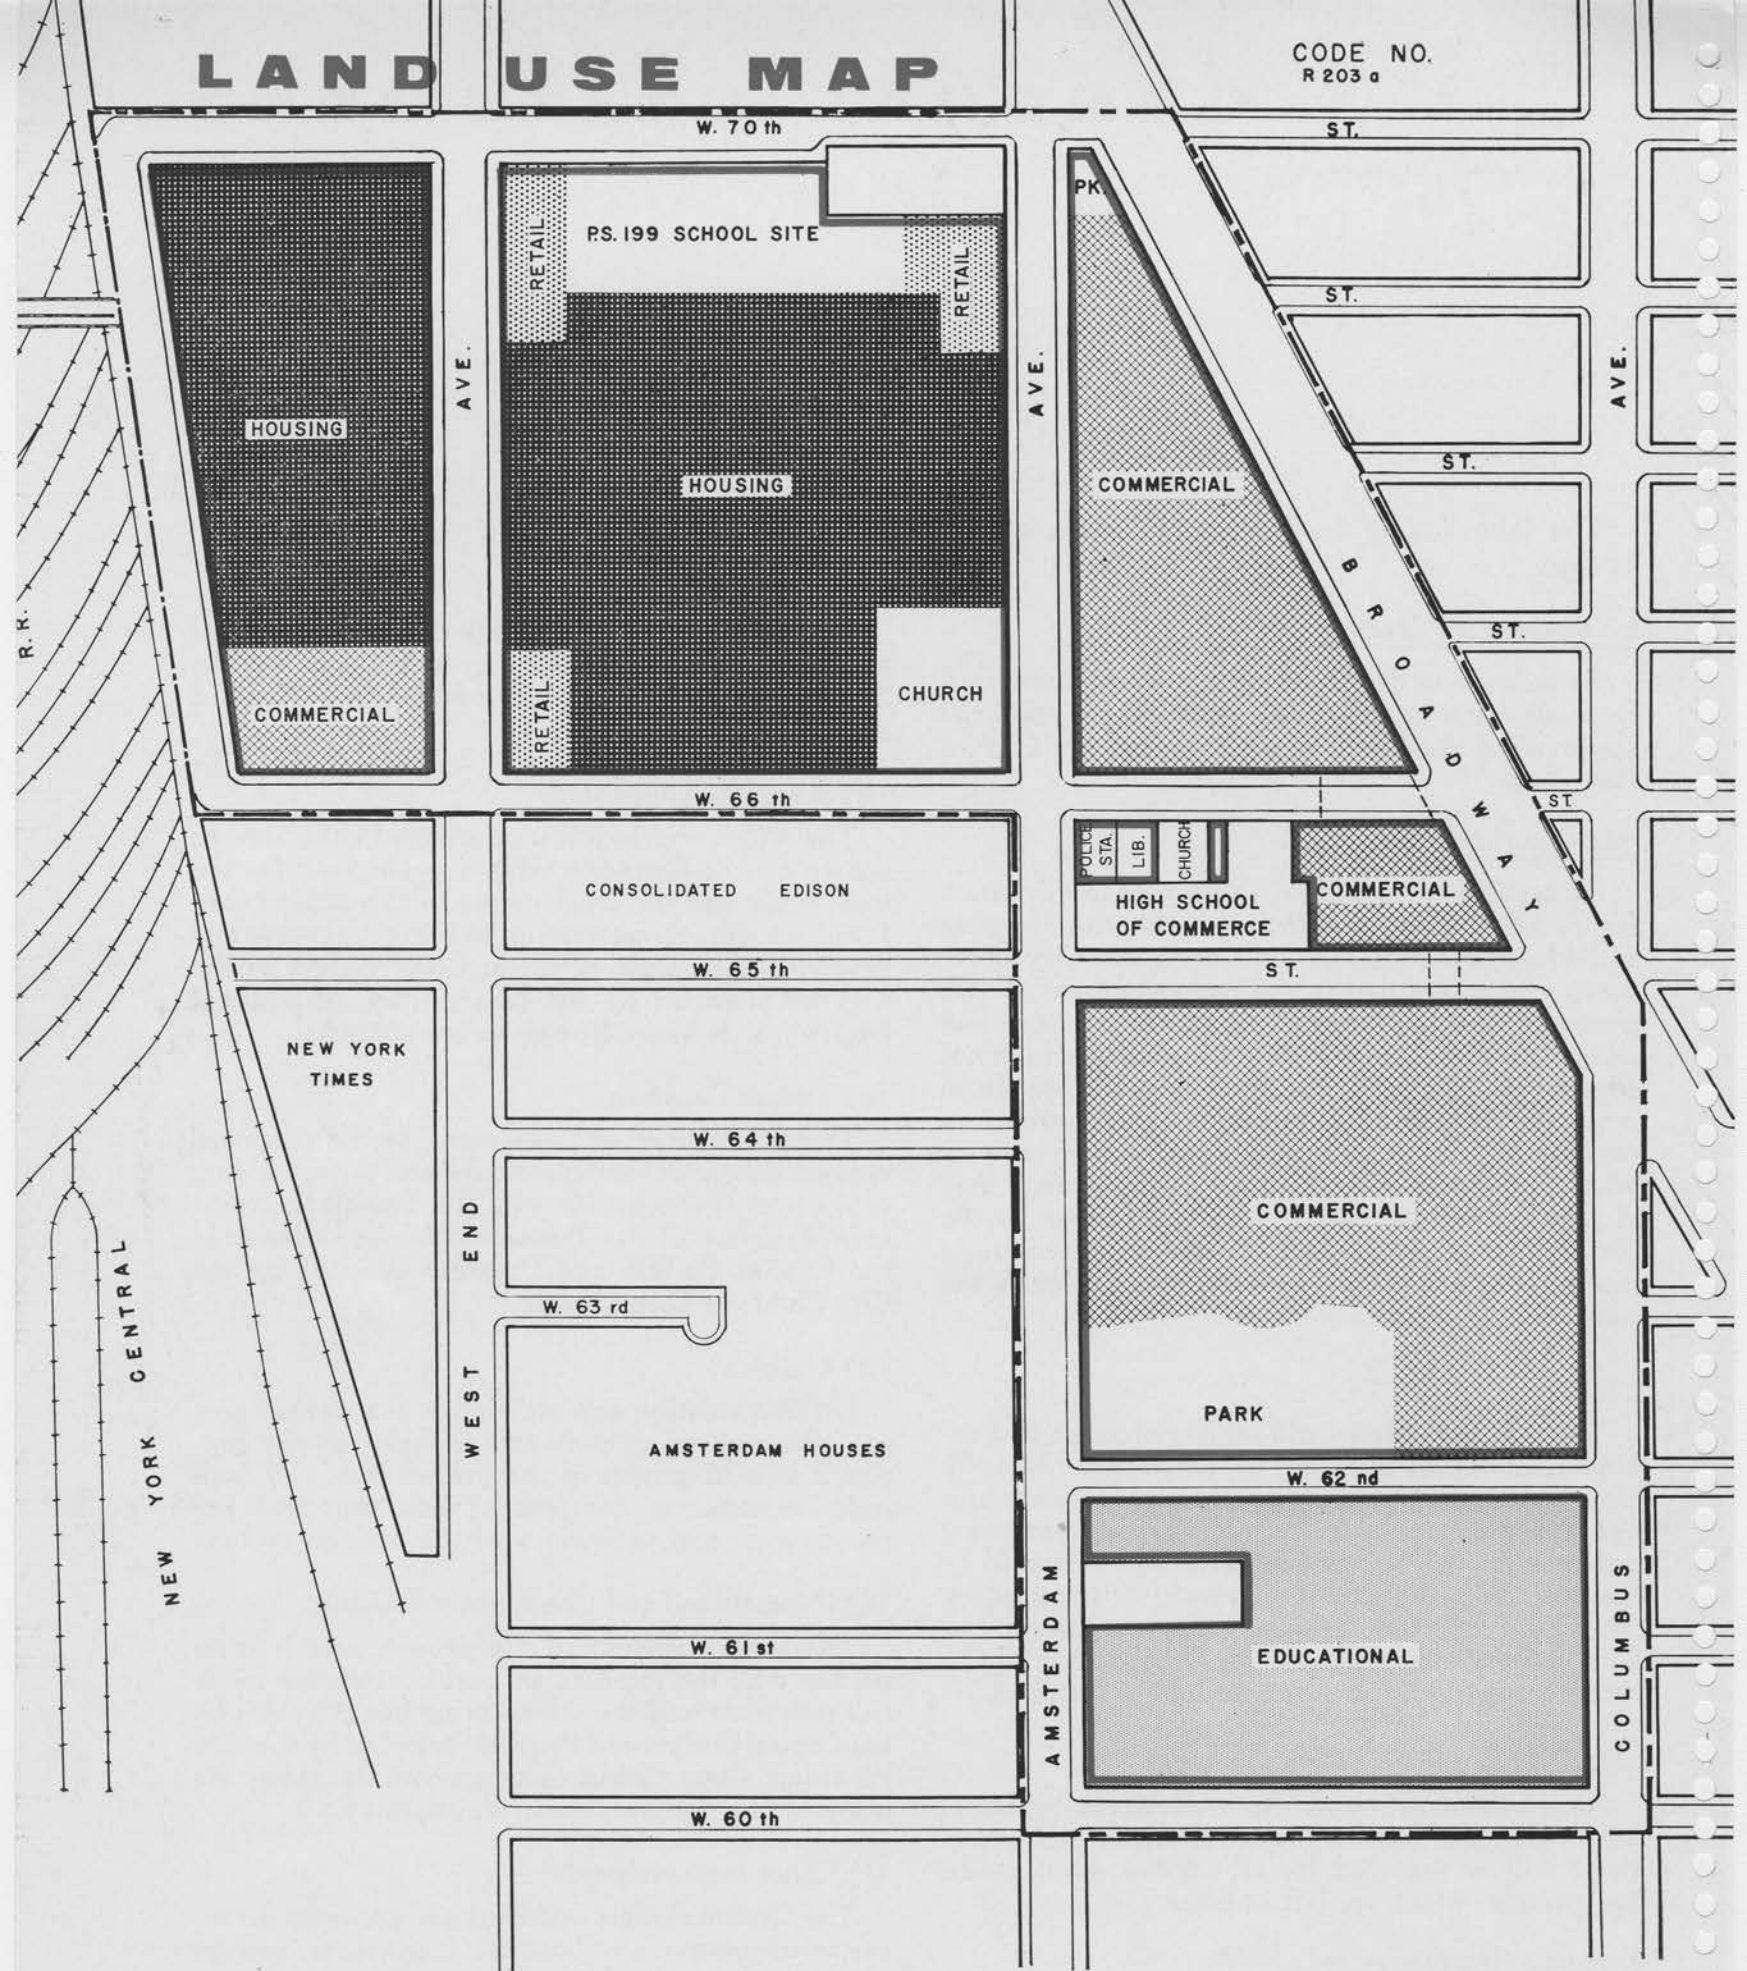 LAND USE MAP
CODE NO.
R 203 a
W. 70 th
ST.
PK.
RETAIL
P.S. 199 SCHOOL SITE
RETAIL
ST.
AVE.
AVE.
AVE.
HOUSING
HOUSING
COMMERCIAL
ST.
BROADWAY
R.R.
ST.
COMMERCIAL
RETAIL
CHURCH
W. 66 th
ST
CONSOLIDATED EDISON
POLICE
STA.
LIB.
CHURCH
HIGH SCHOOL
OF COMMERCE
COMMERCIAL
W. 65 th
ST.
NEW YORK
TIMES
W. 64 th
COMMERCIAL
WEST END
W. 63 rd
NEW YORK CENTRAL
PARK
AMSTERDAM HOUSES
W. 62 nd
AMSTERDAM
COLUMBUS
W. 61 st
EDUCATIONAL
W. 60 th